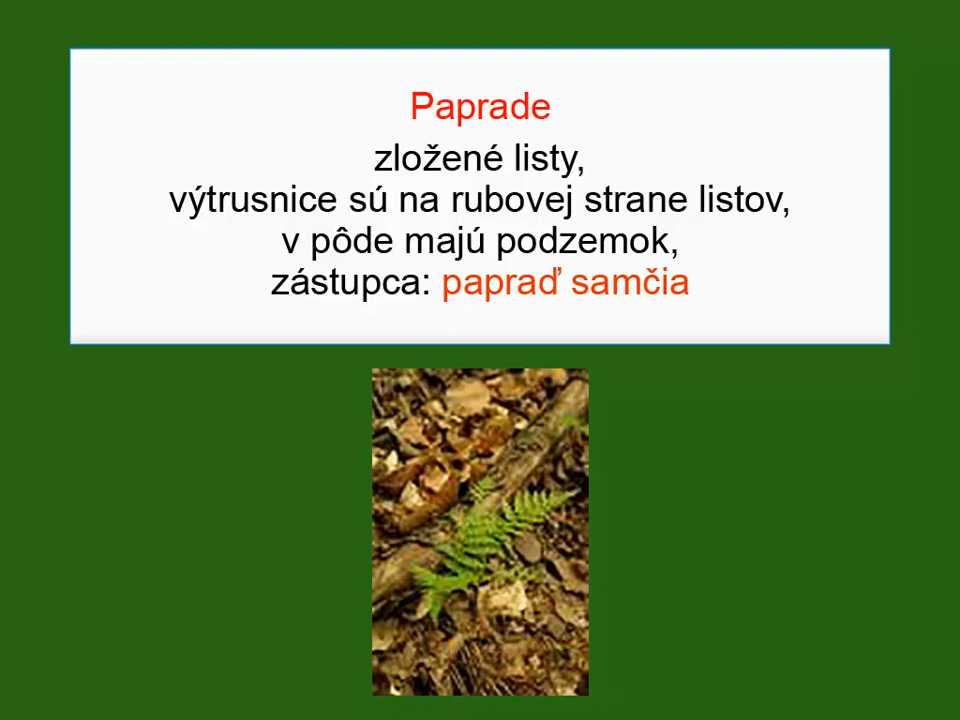 Paprade
zložené listy,
výtrusnice sú na rubovej strane listov,
v pôde majú podzemok,
zástupca: papraď samčia